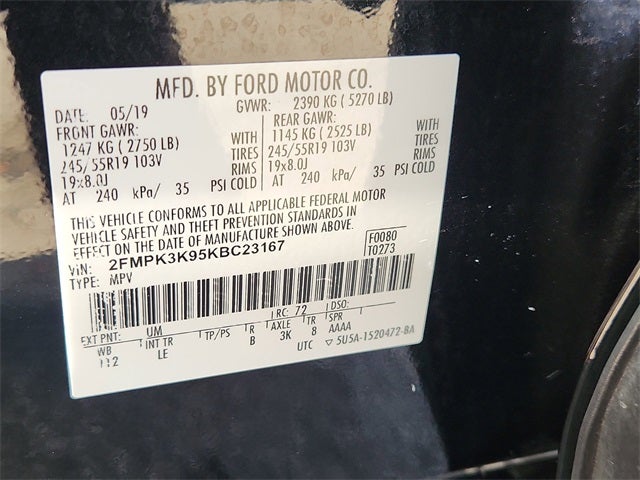 MFD. BY FORD MOTOR CO.
DATE: 05/19 GVWR: 2390 KG ( 5270 LB)
FRONT GAWR: REAR GAWR:
1247 KG ( 2750 LB) WITH 1145 KG ( 2525 LB) WITH
245/55R19 103V TIRES 245/55R19 103V TIRES
19x8.0J RIMS 19x8.0J RIMS
AT 240 kPa/ 35 PSI COLD AT 240 kPa/ 35 PSI COLD
THIS VEHICLE CONFORMS TO ALL APPLICABLE FEDERAL MOTOR
VEHICLE SAFETY AND THEFT PREVENTION STANDARDS IN
EFFECT ON THE DATE OF MANUFACTURE SHOWN ABOVE.
VIN: 2FMPK3K95KBC23167 F0080
TYPE: MPV T0273
EXT PNT: UM RC: 72 DSO:
WB INT TR TP/PS R AXLE TR SPR
112 LE B 3K 8 AAAA
UTC ▽ 5U5A-1520472-BA